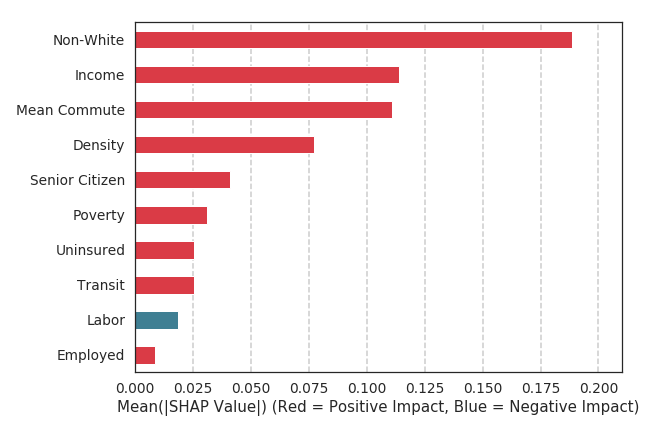 Non-White
Income
Mean Commute
Density
Senior Citizen
Poverty
Uninsured
Transit
Labor
Employed
0.000 0.025 0.050 0.075 0.100 0.125 0.150 0.175 0.200
Mean(|SHAP Value|) (Red = Positive Impact, Blue = Negative Impact)